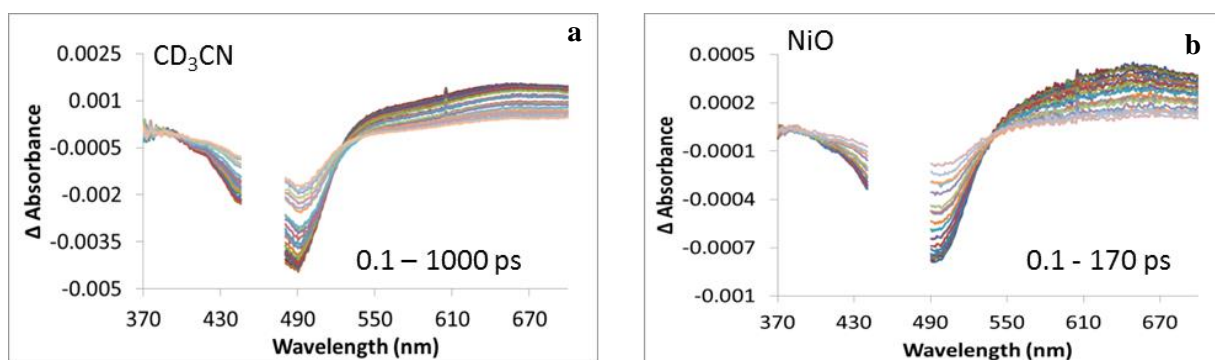 a
CD₃CN
0.0025
0.001
-0.0005
-0.002
-0.0035
-0.005
Δ Absorbance
0.1 – 1000 ps
370 430 490 550 610 670
Wavelength (nm)
b
NiO
0.0005
0.0002
-0.0001
-0.0004
-0.0007
-0.001
Δ Absorbance
0.1 - 170 ps
370 430 490 550 610 670
Wavelength (nm)